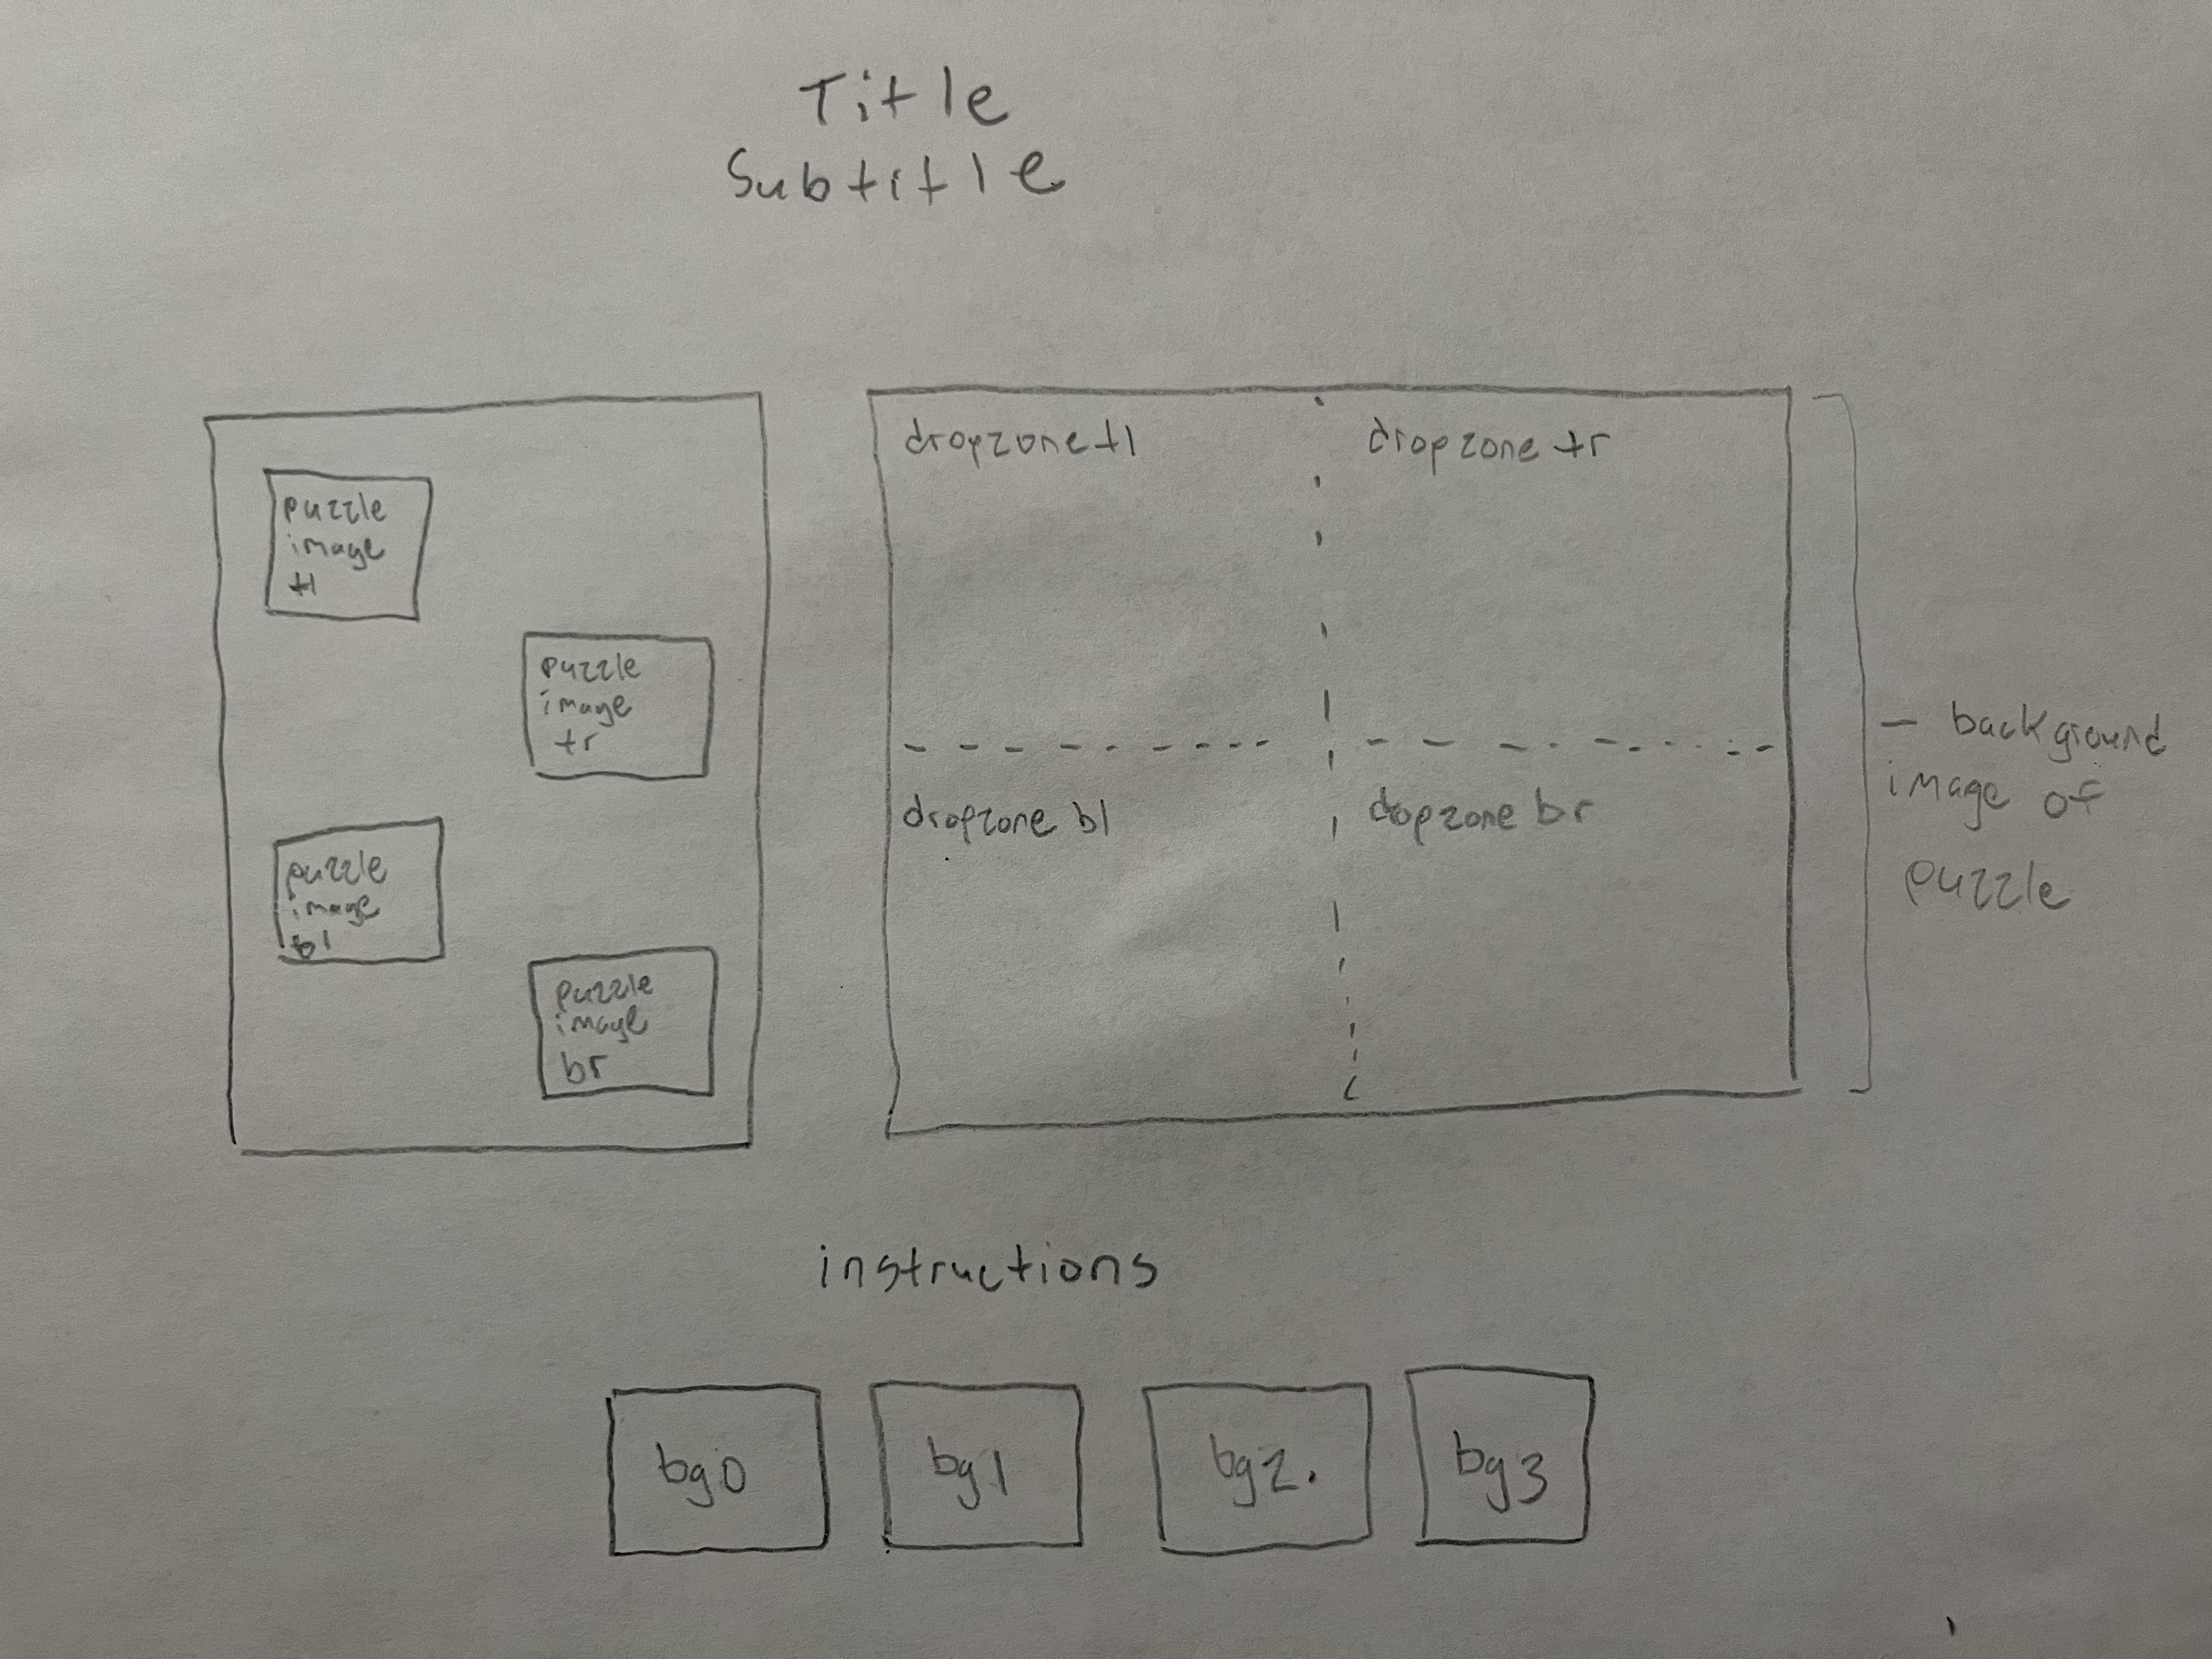 Title
Subtitle
puzzle
image
tl
puzzle
image
tr
puzzle
image
bl
puzzle
image
br
dropzone tl
dropzone tr
dropzone bl
dopzone br
- background
image of
puzzle
instructions
bg0
bg1
bg2.
bg3